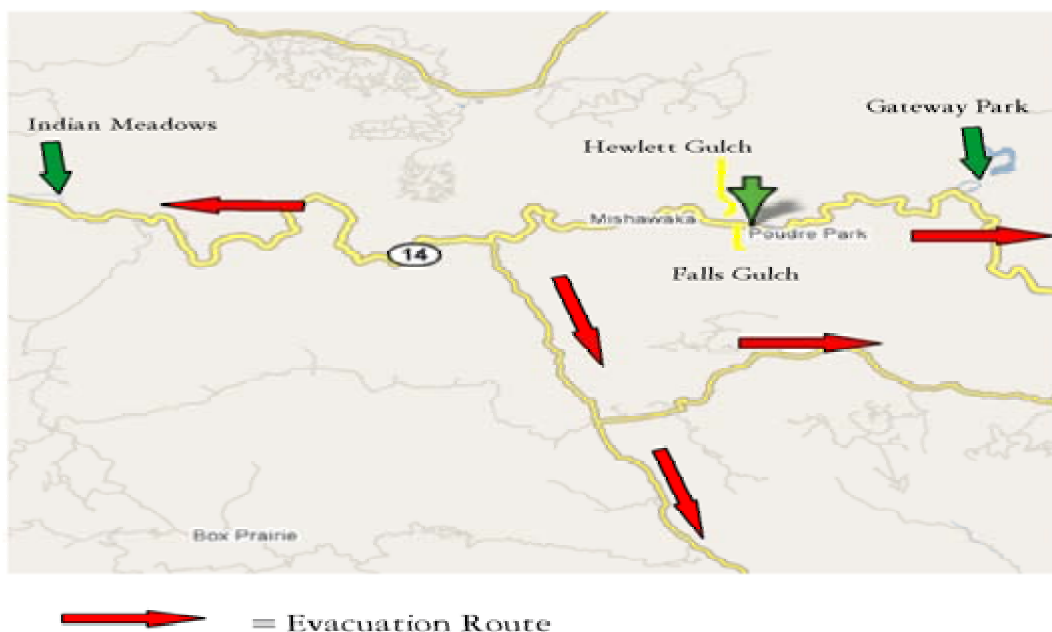 Gateway Park
Indian Meadows
Hewlett Gulch
Mishawaka
Poudre Park
14
Falls Gulch
Box Prairie
= Evacuation Route